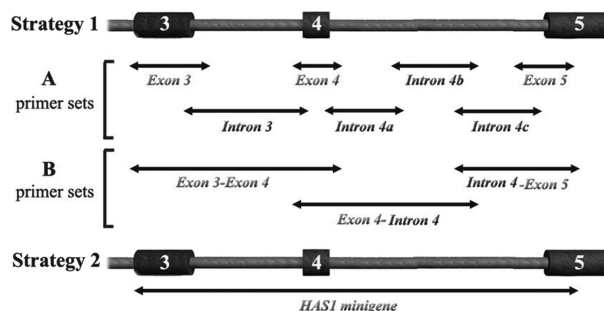 Strategy 1 3 4 5
A
primer sets
Exon 3 Exon 4 Intron 4b Exon 5
Intron 3 Intron 4a Intron 4c
B
primer sets
Exon 3-Exon 4 Intron 4-Exon 5
Exon 4-Intron 4
Strategy 2 3 4 5
HAS1 minigene